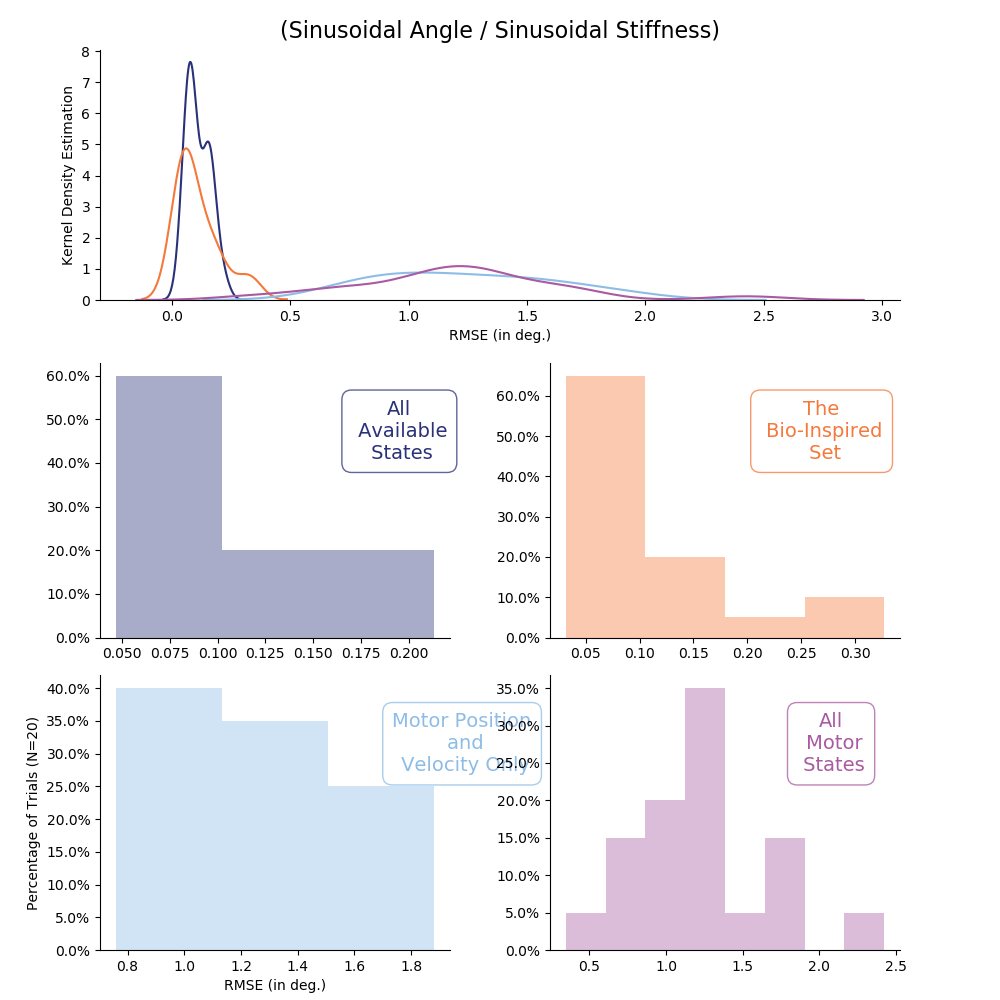 (Sinusoidal Angle / Sinusoidal Stiffness)
Kernel Density Estimation
8
7
6
5
4
3
2
1
0
0.0 0.5 1.0 1.5 2.0 2.5 3.0
RMSE (in deg.)
60.0%
50.0%
40.0%
30.0%
20.0%
10.0%
0.0%
0.050 0.075 0.100 0.125 0.150 0.175 0.200
All
Available
States
60.0%
50.0%
40.0%
30.0%
20.0%
10.0%
0.0%
0.05 0.10 0.15 0.20 0.25 0.30
The
Bio-Inspired
Set
Percentage of Trials (N=20)
40.0%
35.0%
30.0%
25.0%
20.0%
15.0%
10.0%
5.0%
0.0%
0.8 1.0 1.2 1.4 1.6 1.8
RMSE (in deg.)
Motor Position
and
Velocity Only
35.0%
30.0%
25.0%
20.0%
15.0%
10.0%
5.0%
0.0%
0.5 1.0 1.5 2.0 2.5
All
Motor
States